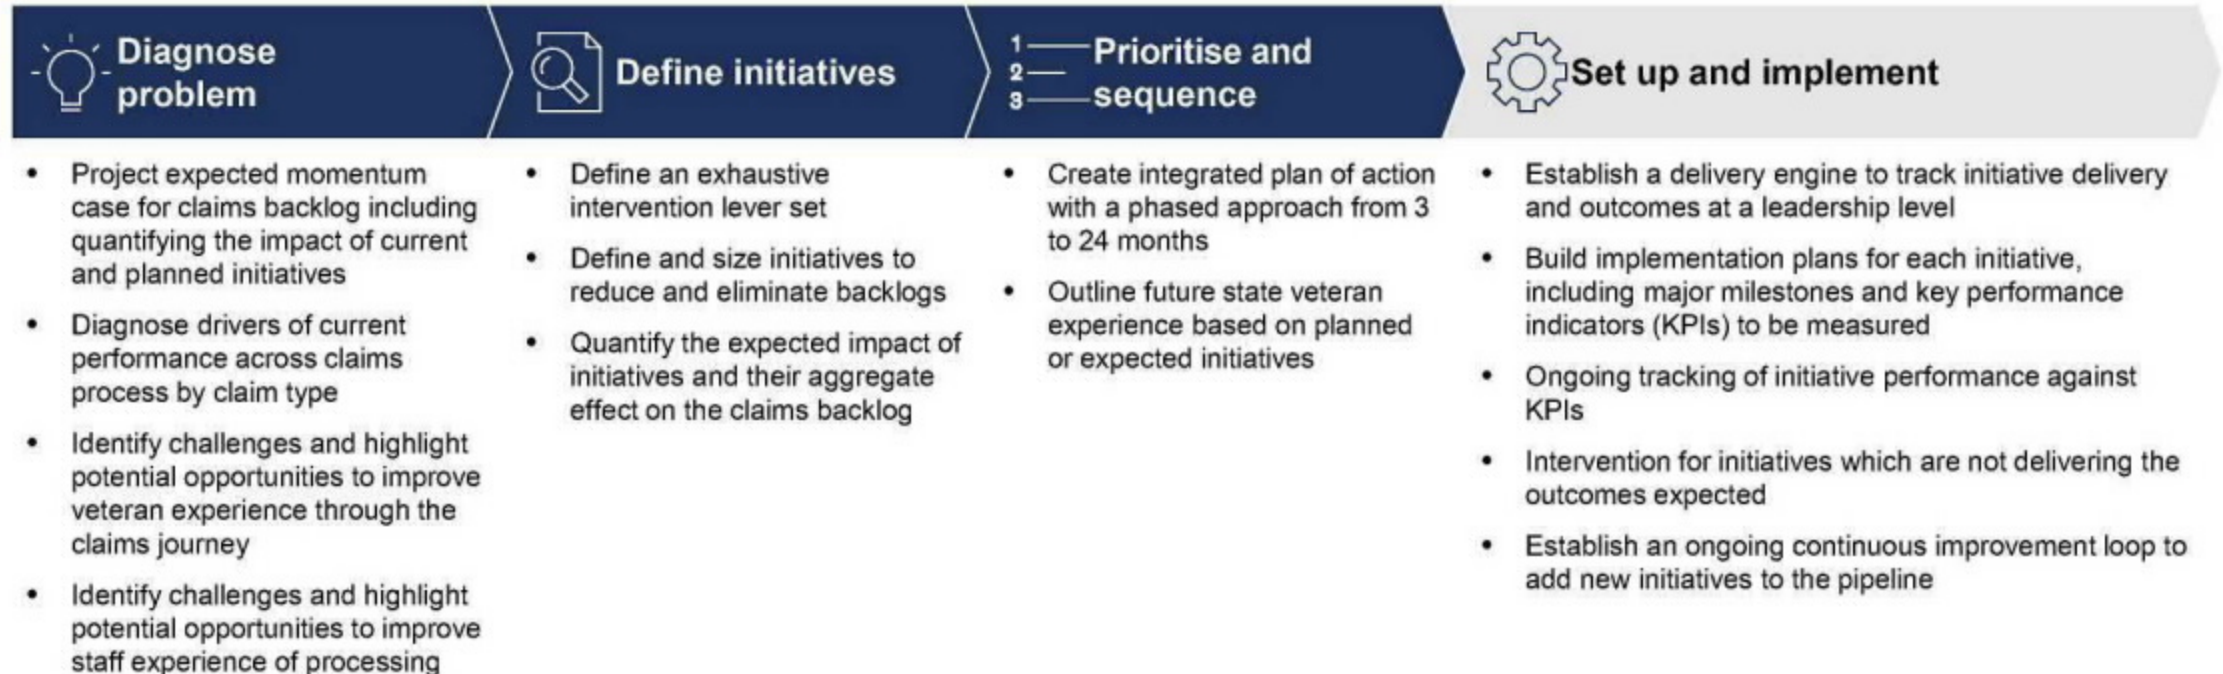 Diagnose
problem
Define initiatives
1
2
3
Prioritise and
sequence
Set up and implement
• Project expected momentum
case for claims backlog including
quantifying the impact of current
and planned initiatives
• Diagnose drivers of current
performance across claims
process by claim type
• Identify challenges and highlight
potential opportunities to improve
veteran experience through the
claims journey
• Identify challenges and highlight
potential opportunities to improve
staff experience of processing
• Define an exhaustive
intervention lever set
• Define and size initiatives to
reduce and eliminate backlogs
• Quantify the expected impact of
initiatives and their aggregate
effect on the claims backlog
• Create integrated plan of action
with a phased approach from 3
to 24 months
• Outline future state veteran
experience based on planned
or expected initiatives
• Establish a delivery engine to track initiative delivery
and outcomes at a leadership level
• Build implementation plans for each initiative,
including major milestones and key performance
indicators (KPIs) to be measured
• Ongoing tracking of initiative performance against
KPIs
• Intervention for initiatives which are not delivering the
outcomes expected
• Establish an ongoing continuous improvement loop to
add new initiatives to the pipeline